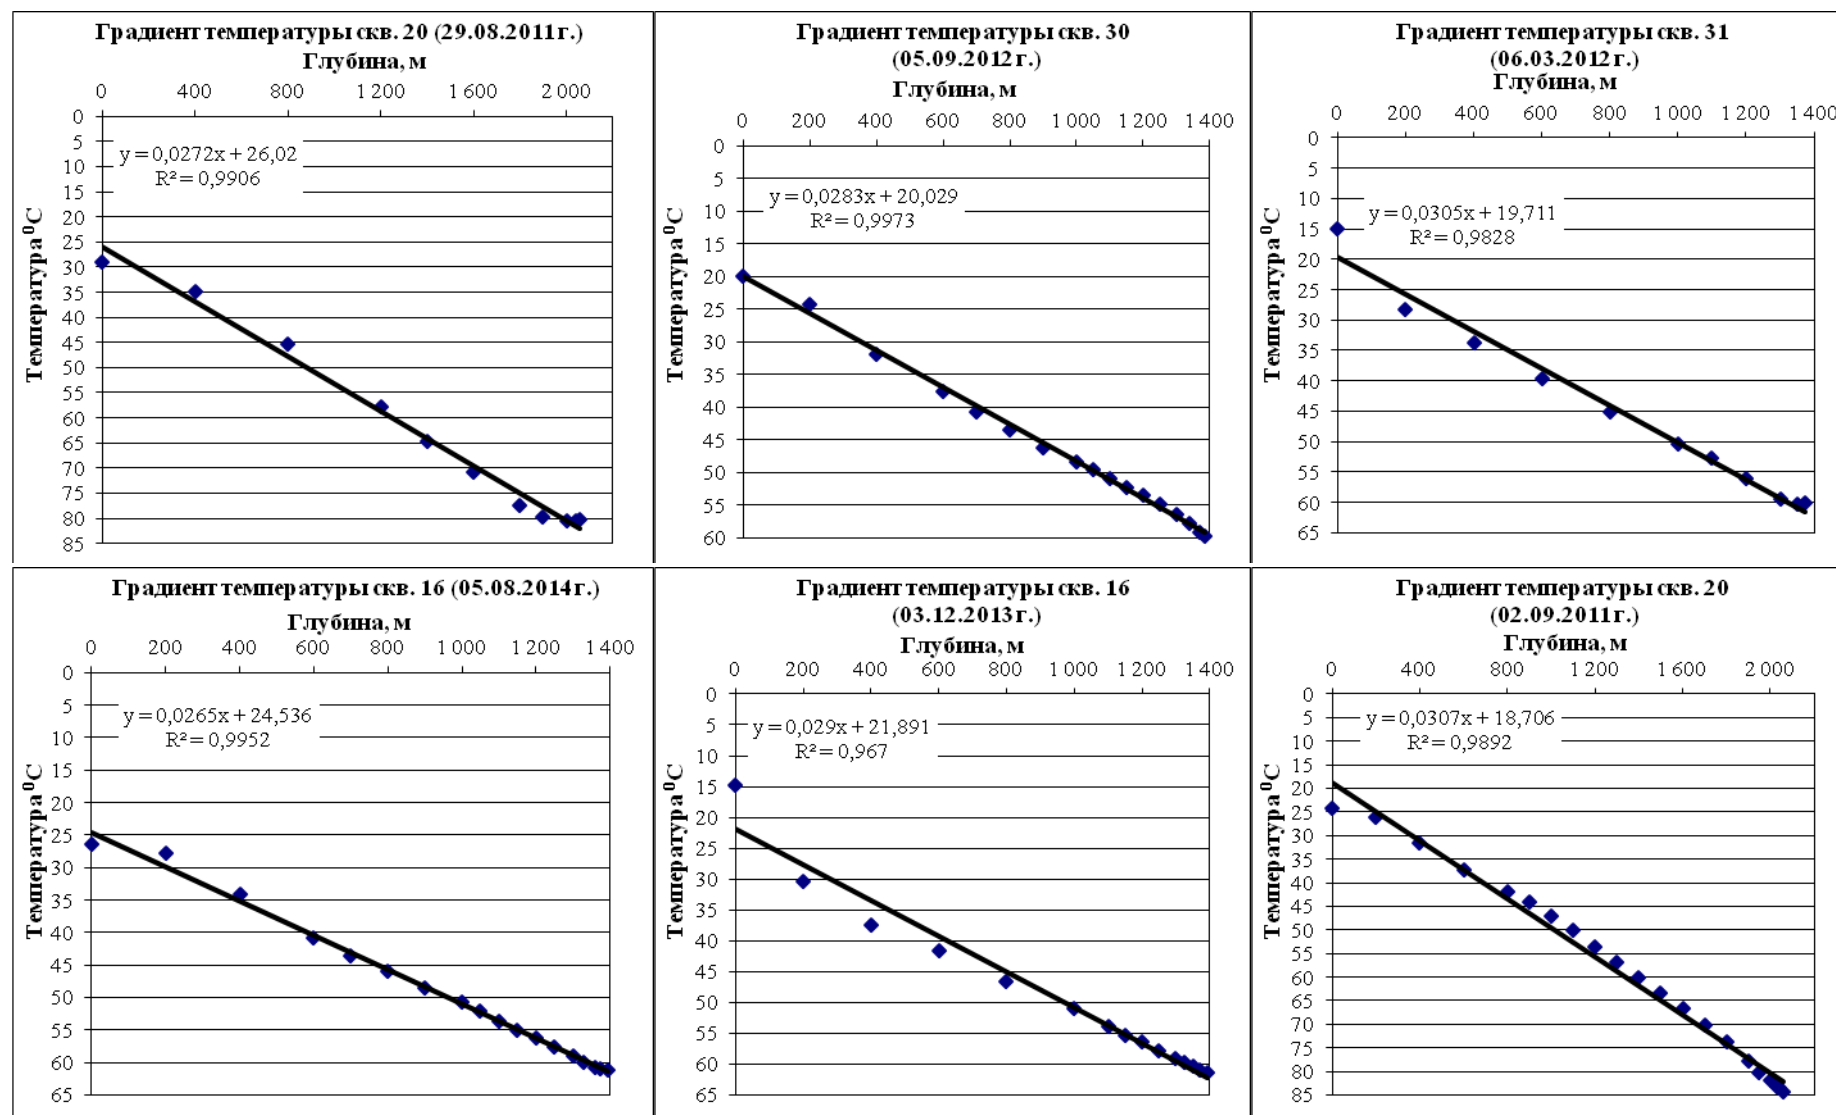 Градиент температуры скв. 20 (29.08.2011г.)
Глубина, м
0 400 800 1 200 1 600 2 000
0
5
10
15
20
25
30
35
40
45
50
55
60
65
70
75
80
85
y = 0,0272x + 26,02
R² = 0,9906
Температура ⁰С
Градиент температуры скв. 30
(05.09.2012г.)
Глубина, м
0 200 400 600 800 1 000 1 200 1 400
0
5
10
15
20
25
30
35
40
45
50
55
60
y = 0,0283x + 20,029
R² = 0,9973
Температура ⁰С
Градиент температуры скв. 31
(06.03.2012г.)
Глубина, м
0 200 400 600 800 1 000 1 200 1 400
0
5
10
15
20
25
30
35
40
45
50
55
60
65
y = 0,0305x + 19,711
R² = 0,9828
Температура ⁰С
Градиент температуры скв. 16 (05.08.2014г.)
Глубина, м
0 200 400 600 800 1 000 1 200 1 400
0
5
10
15
20
25
30
35
40
45
50
55
60
65
y = 0,0265x + 24,536
R² = 0,9952
Температура ⁰С
Градиент температуры скв. 16
(03.12.2013г.)
Глубина, м
0 200 400 600 800 1 000 1 200 1 400
0
5
10
15
20
25
30
35
40
45
50
55
60
65
y = 0,029x + 21,891
R² = 0,967
Температура ⁰С
Градиент температуры скв. 20
(02.09.2011г.)
Глубина, м
0 400 800 1 200 1 600 2 000
0
5
10
15
20
25
30
35
40
45
50
55
60
65
70
75
80
85
y = 0,0307x + 18,706
R² = 0,9892
Температура ⁰С